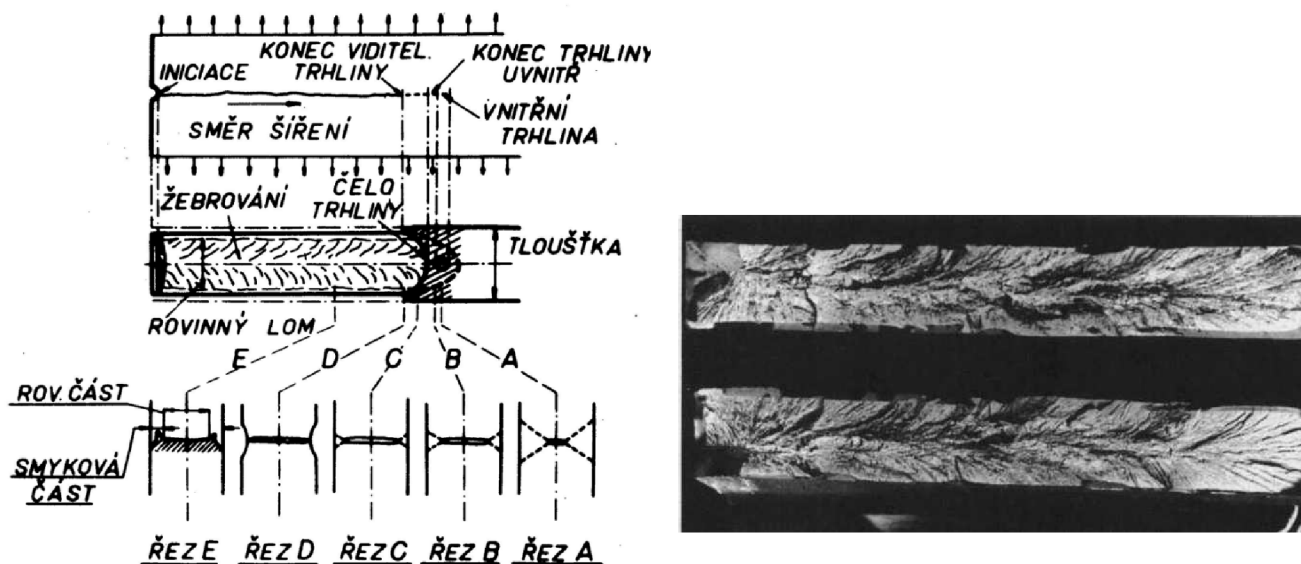 KONEC VIDITEL.
TRHLINY
KONEC TRHLINY
UVNITŘ
INICIACE
VNITŘNÍ
TRHLINA
SMĚR ŠÍŘENÍ
ČELO
TRHLINY
ŽEBROVÁNÍ
TLOUŠŤKA
ROVINNÝ LOM
E D C B A
ROV. ČÁST
SMYKOVÁ
ČÁST
ŘEZ E ŘEZ D ŘEZ C ŘEZ B ŘEZ A